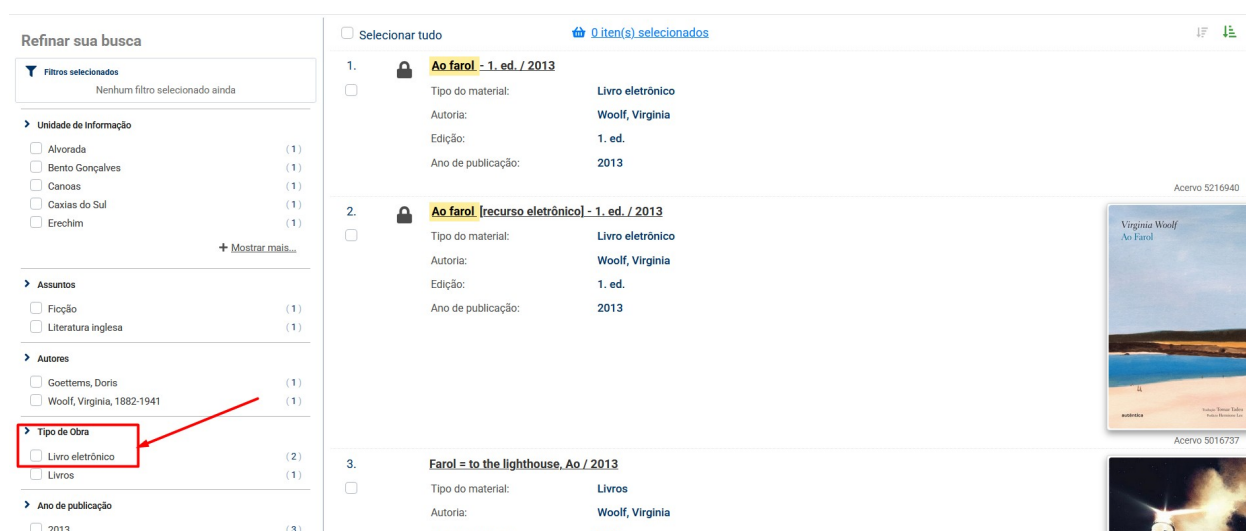 Refinar sua busca
Filtros selecionados
Nenhum filtro selecionado ainda
Unidade de Informação
Alvorada (1)
Bento Gonçalves (1)
Canoas (1)
Caxias do Sul (1)
Erechim (1)
+ Mostrar mais...
Assuntos
Ficção (1)
Literatura inglesa (1)
Autores
Goettems, Doris (1)
Woolf, Virginia, 1882-1941 (1)
Tipo de Obra
Livro eletrônico (2)
Livros (1)
Ano de publicação
2013 (3)
Selecionar tudo
0 iten(s) selecionados
1. Ao farol - 1. ed. / 2013
Tipo do material: Livro eletrônico
Autoria: Woolf, Virginia
Edição: 1. ed.
Ano de publicação: 2013
Acervo 5216940
2. Ao farol [recurso eletrônico] - 1. ed. / 2013
Tipo do material: Livro eletrônico
Autoria: Woolf, Virginia
Edição: 1. ed.
Ano de publicação: 2013
Virginia Woolf
Ao Farol
autêntica
Acervo 5016737
3. Farol = to the lighthouse, Ao / 2013
Tipo do material: Livros
Autoria: Woolf, Virginia